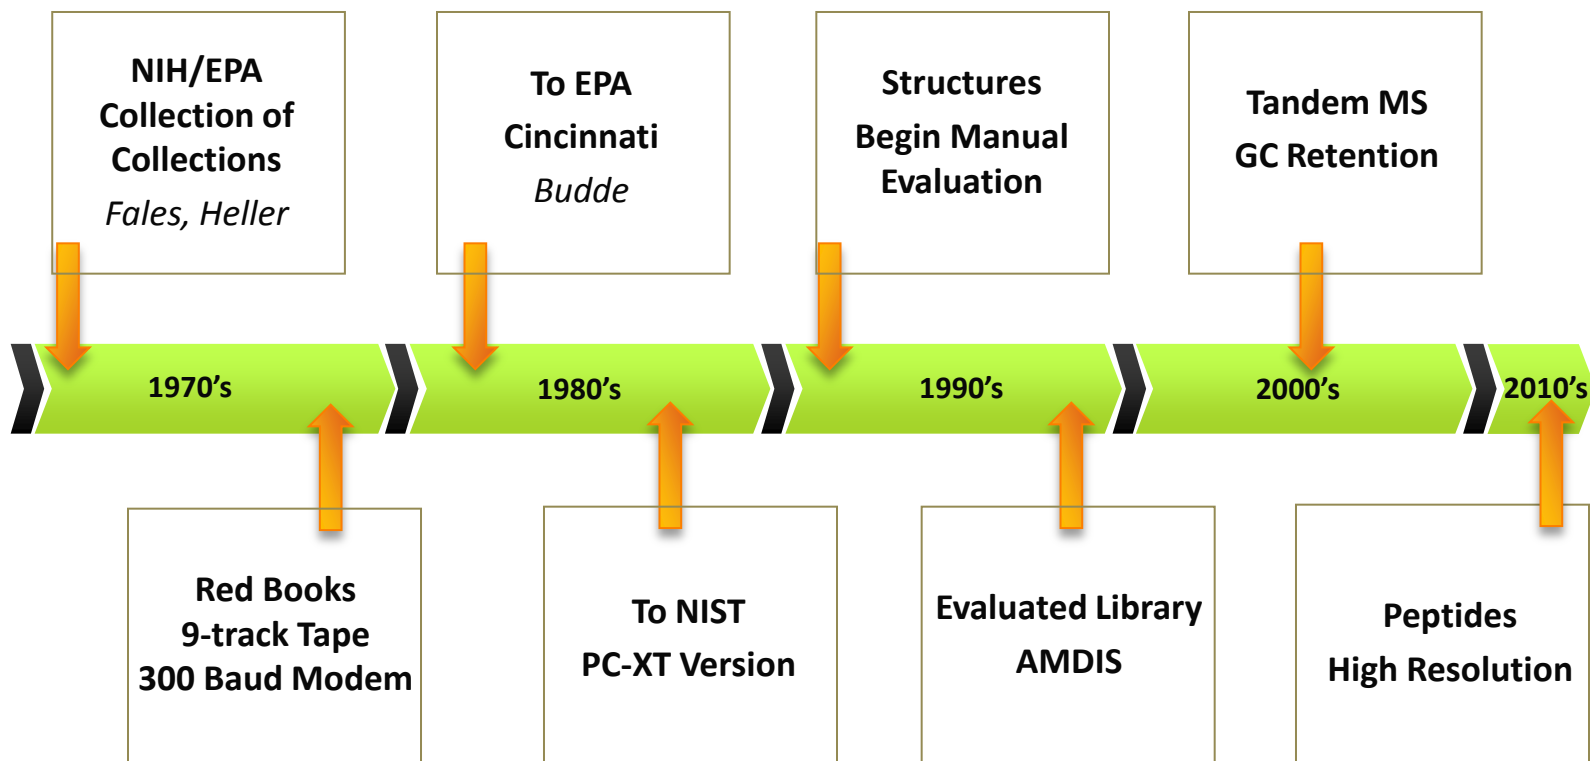 NIH/EPA
Collection of
Collections
Fales, Heller
To EPA
Cincinnati
Budde
Structures
Begin Manual
Evaluation
Tandem MS
GC Retention
1970’s
1980’s
1990’s
2000’s
2010’s
Red Books
9-track Tape
300 Baud Modem
To NIST
PC-XT Version
Evaluated Library
AMDIS
Peptides
High Resolution